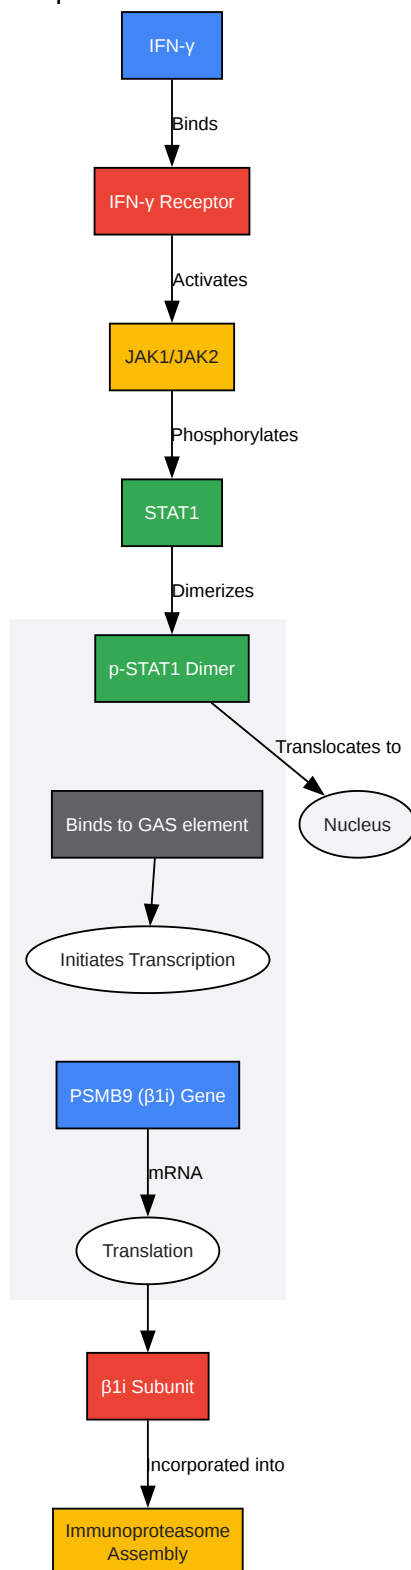 IFN-γ
Binds
IFN-γ Receptor
Activates
JAK1/JAK2
Phosphorylates
STAT1
Dimerizes
p-STAT1 Dimer
Translocates to
Binds to GAS element
Nucleus
Initiates Transcription
PSMB9 (β1i) Gene
mRNA
Translation
β1i Subunit
Incorporated into
Immunoproteasome
Assembly